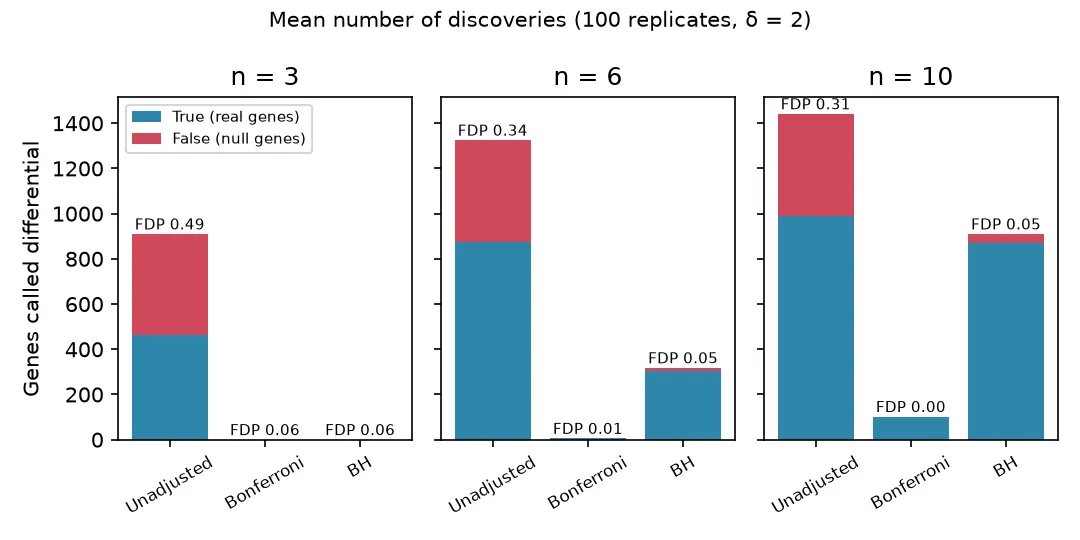 Mean number of discoveries (100 replicates, δ = 2)
n = 3
n = 6
n = 10
Genes called differential
1400
1200
1000
800
600
400
200
0
True (real genes)
False (null genes)
FDP 0.49
FDP 0.06
FDP 0.06
FDP 0.34
FDP 0.01
FDP 0.05
FDP 0.31
FDP 0.00
FDP 0.05
Unadjusted
Bonferroni
BH
Unadjusted
Bonferroni
BH
Unadjusted
Bonferroni
BH